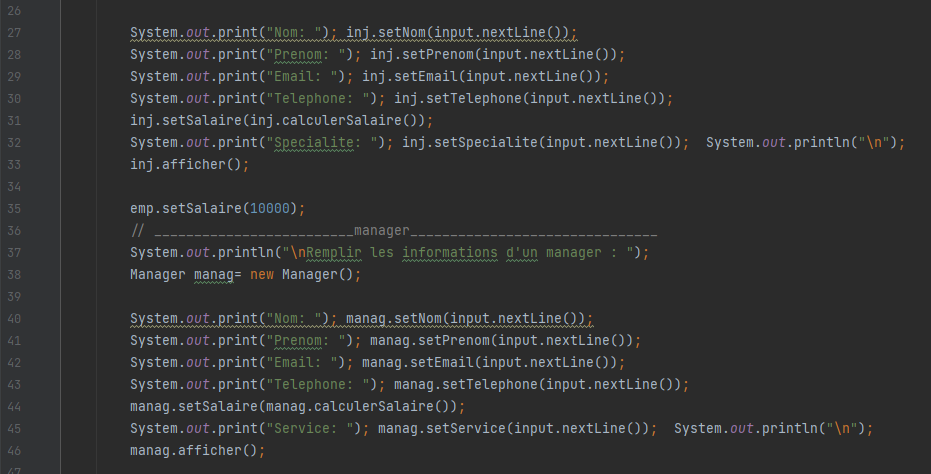 26
27 System.out.print("Nom: "); inj.setNom(input.nextLine());
28 System.out.print("Prenom: "); inj.setPrenom(input.nextLine());
29 System.out.print("Email: "); inj.setEmail(input.nextLine());
30 System.out.print("Telephone: "); inj.setTelephone(input.nextLine());
31 inj.setSalaire(inj.calculerSalaire());
32 System.out.print("Specialite: "); inj.setSpecialite(input.nextLine());  System.out.println("\n");
33 inj.afficher();
34
35 emp.setSalaire(10000);
36 // _________________________manager_______________________________
37 System.out.println("\nRemplir les informations d'un manager : ");
38 Manager manag= new Manager();
39
40 System.out.print("Nom: "); manag.setNom(input.nextLine());
41 System.out.print("Prenom: "); manag.setPrenom(input.nextLine());
42 System.out.print("Email: "); manag.setEmail(input.nextLine());
43 System.out.print("Telephone: "); manag.setTelephone(input.nextLine());
44 manag.setSalaire(manag.calculerSalaire());
45 System.out.print("Service: "); manag.setService(input.nextLine());  System.out.println("\n");
46 manag.afficher();
47